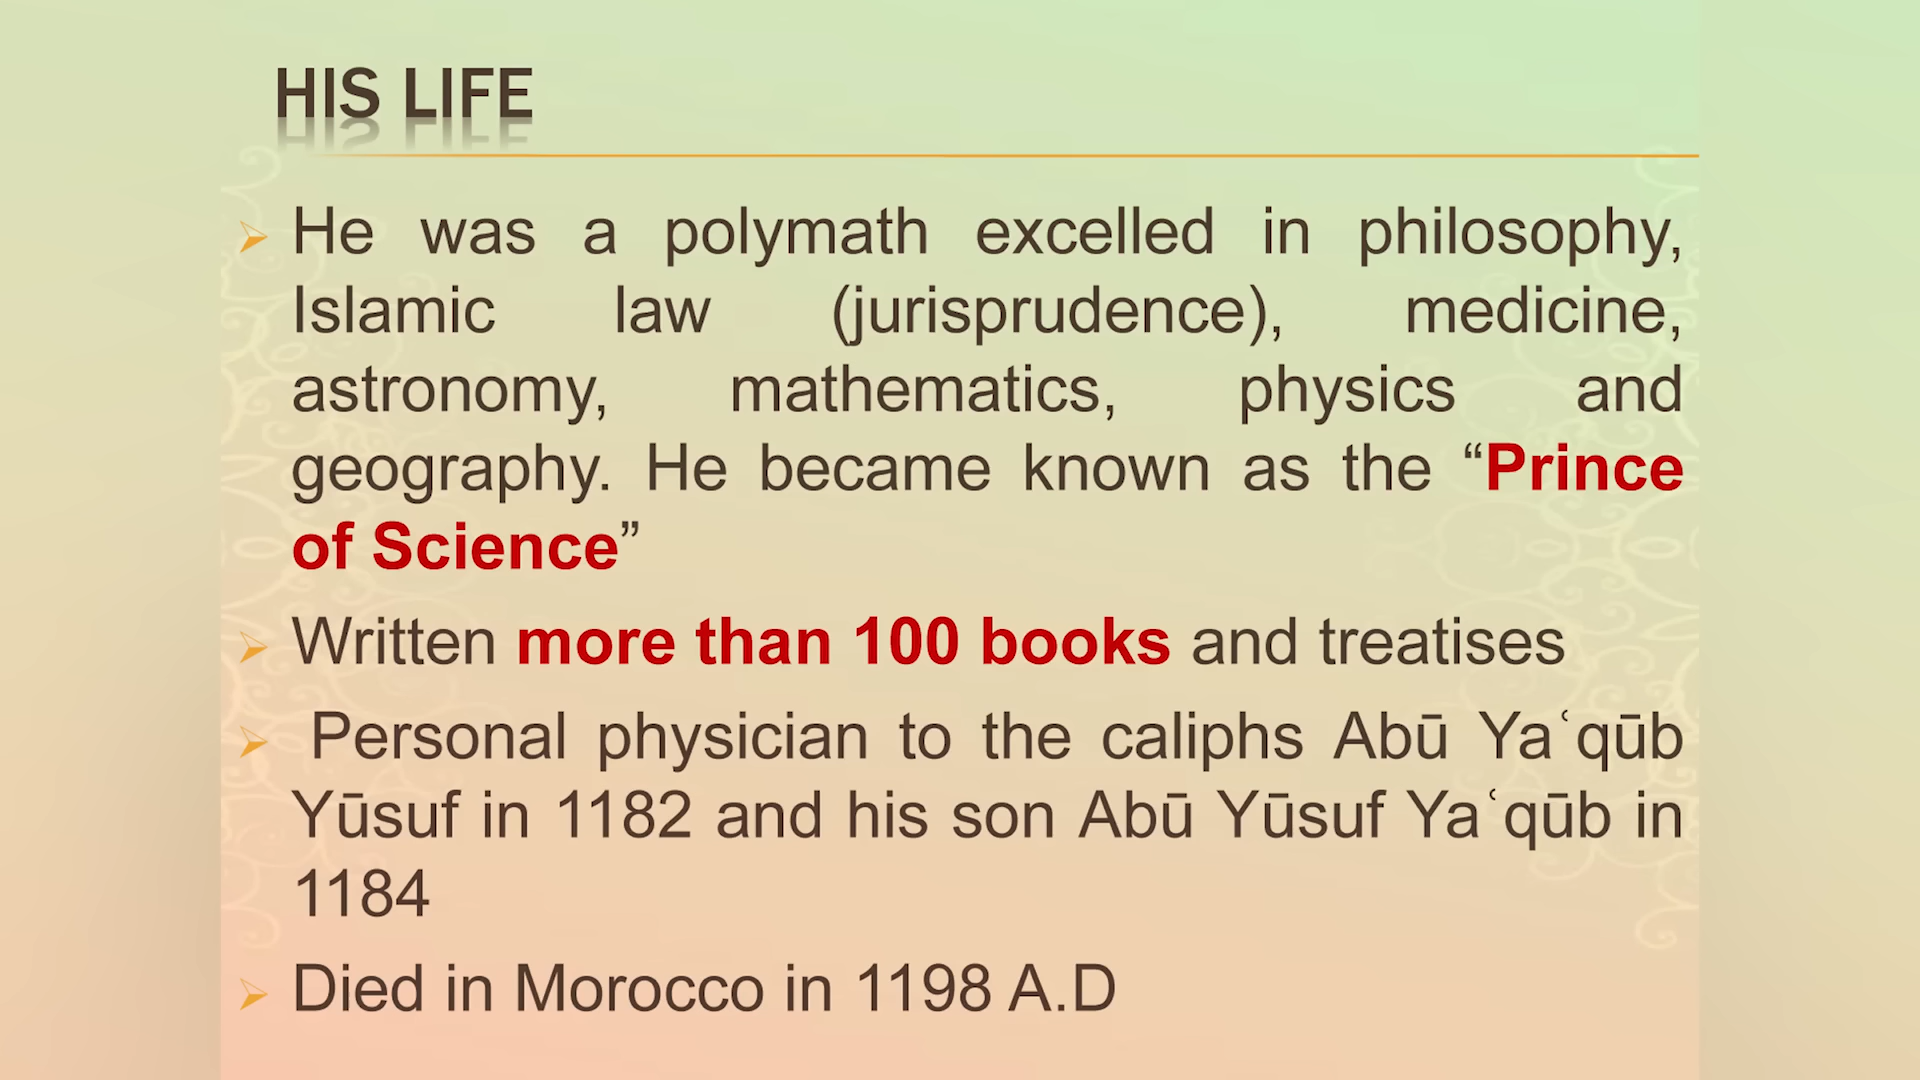 HIS LIFE
He was a polymath excelled in philosophy,
Islamic law (jurisprudence), medicine,
astronomy, mathematics, physics and
geography. He became known as the “Prince
of Science”
Written more than 100 books and treatises
Personal physician to the caliphs Abū Yaʿqūb
Yūsuf in 1182 and his son Abū Yūsuf Yaʿqūb in
1184
Died in Morocco in 1198 A.D